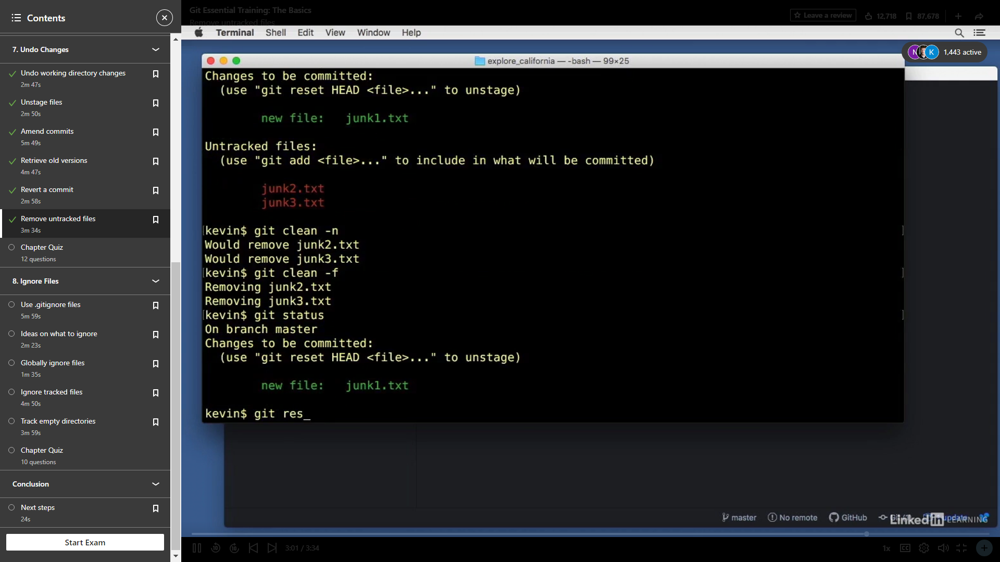 Contents
7. Undo Changes
Undo working directory changes
2m 47s
Unstage files
2m 50s
Amend commits
5m 49s
Retrieve old versions
4m 47s
Revert a commit
2m 58s
Remove untracked files
3m 34s
Chapter Quiz
12 questions
8. Ignore Files
Use .gitignore files
5m 59s
Ideas on what to ignore
2m 23s
Globally ignore files
1m 35s
Ignore tracked files
4m 50s
Track empty directories
3m 59s
Chapter Quiz
10 questions
Conclusion
Next steps
24s
Start Exam
Git Essential Training: The Basics
Remove untracked files
Leave a review
12,718
87,678
Terminal Shell Edit View Window Help
N K 1,443 active
explore_california — -bash — 99×25
Changes to be committed:
(use "git reset HEAD <file>..." to unstage)
new file: junk1.txt
Untracked files:
(use "git add <file>..." to include in what will be committed)
junk2.txt
junk3.txt
[kevin$ git clean -n ]
Would remove junk2.txt
Would remove junk3.txt
[kevin$ git clean -f ]
Removing junk2.txt
Removing junk3.txt
[kevin$ git status ]
On branch master
Changes to be committed:
(use "git reset HEAD <file>..." to unstage)
new file: junk1.txt
kevin$ git res_
master No remote GitHub
LinkedIn LEARNING
3:01 / 3:34
1x
CC